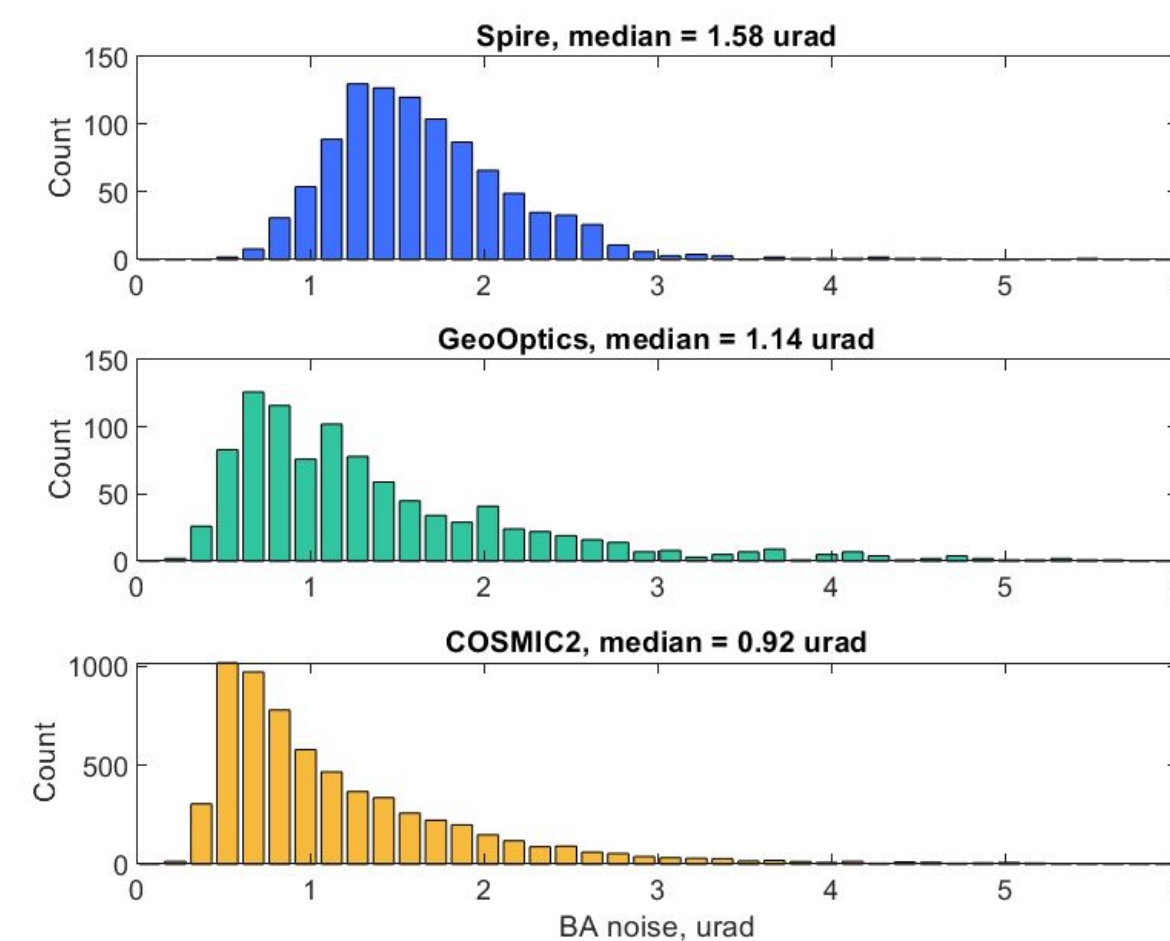 Spire, median = 1.58 urad
150
100
50
0
Count
0 1 2 3 4 5
GeoOptics, median = 1.14 urad
150
100
50
0
Count
0 1 2 3 4 5
COSMIC2, median = 0.92 urad
1000
500
0
Count
0 1 2 3 4 5
BA noise, urad